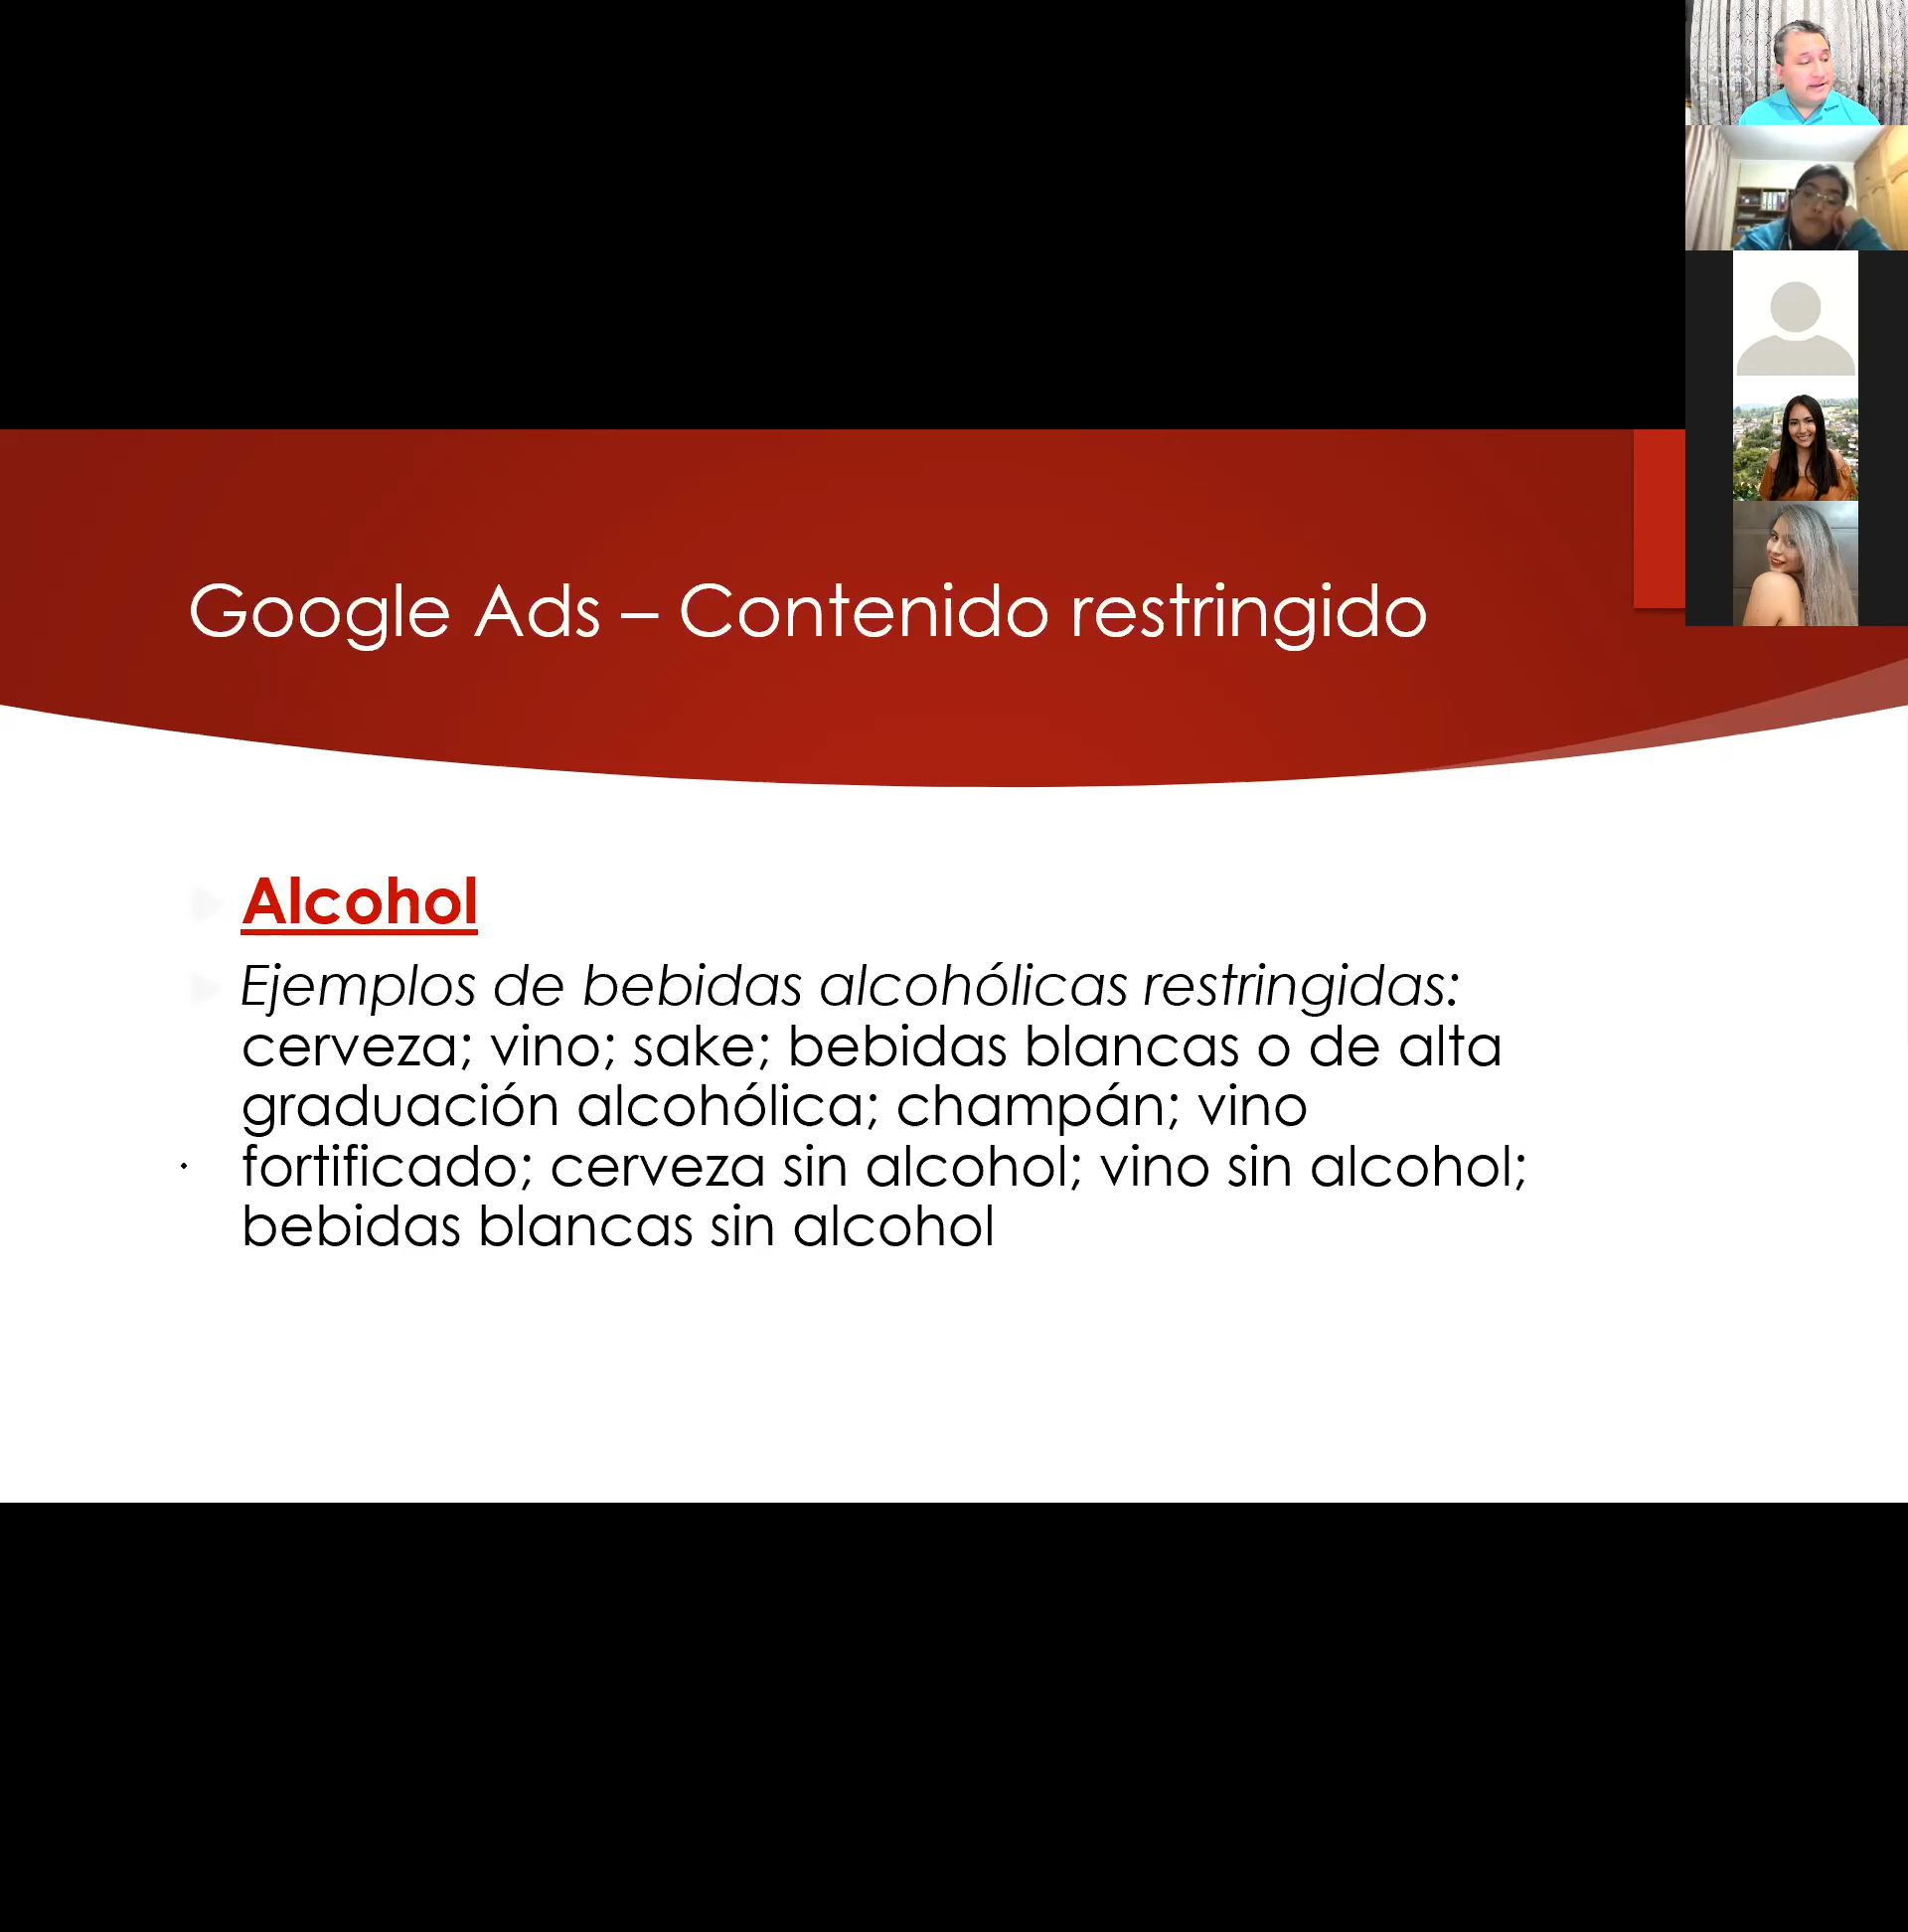 Google Ads – Contenido restringido
Alcohol
Ejemplos de bebidas alcohólicas restringidas:
cerveza; vino; sake; bebidas blancas o de alta
graduación alcohólica; champán; vino
fortificado; cerveza sin alcohol; vino sin alcohol;
bebidas blancas sin alcohol